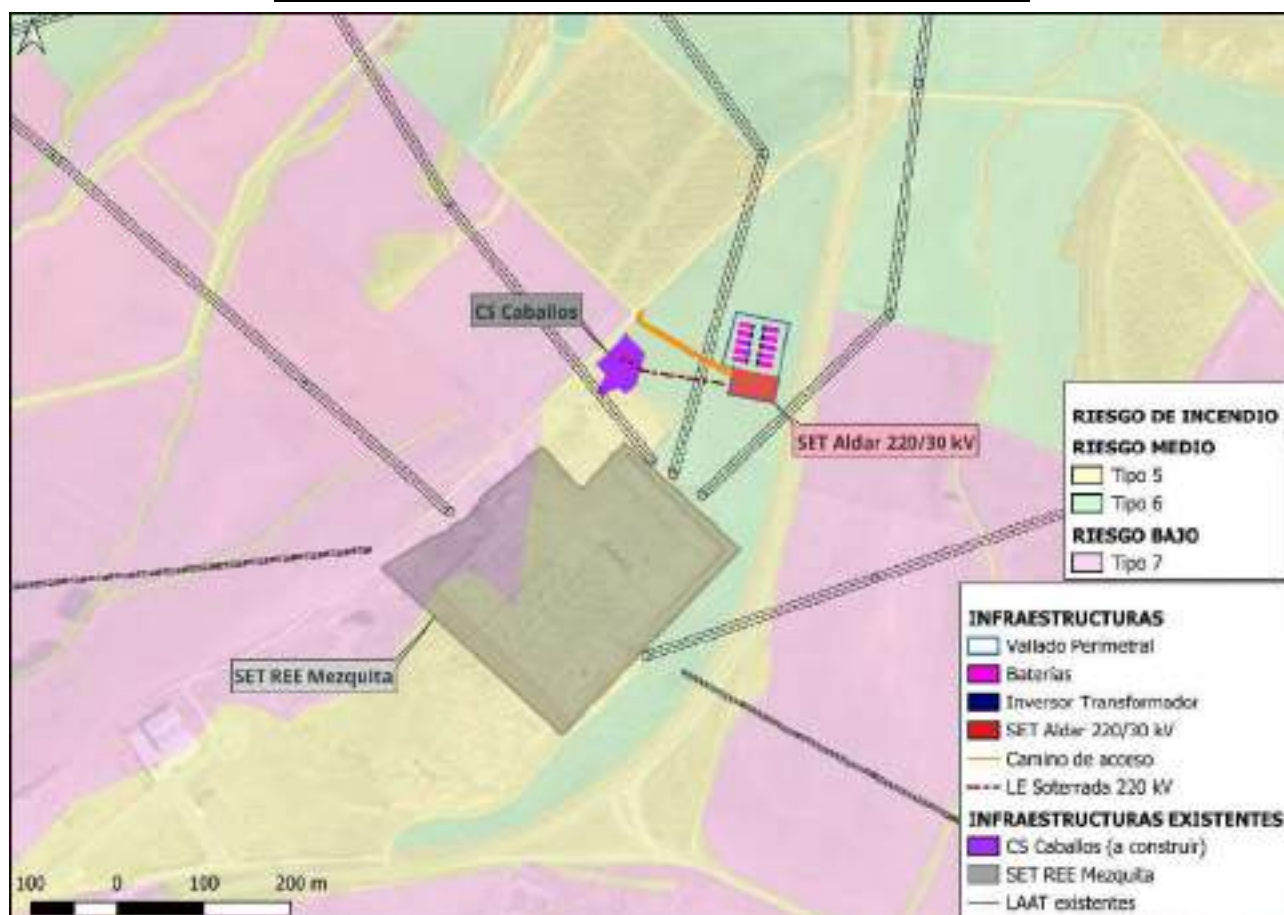 CS Caballos
SET Aldar 220/30 kV
SET REE Mezquita
RIESGO DE INCENDIO
RIESGO MEDIO
Tipo 5
Tipo 6
RIESGO BAJO
Tipo 7
INFRAESTRUCTURAS
Vallado Perimetral
Baterías
Inversor Transformador
SET Aldar 220/30 kV
Camino de acceso
LE Soterrada 220 kV
INFRAESTRUCTURAS EXISTENTES
CS Caballos (a construir)
SET REE Mezquita
LAAT existentes
100 0 100 200 m